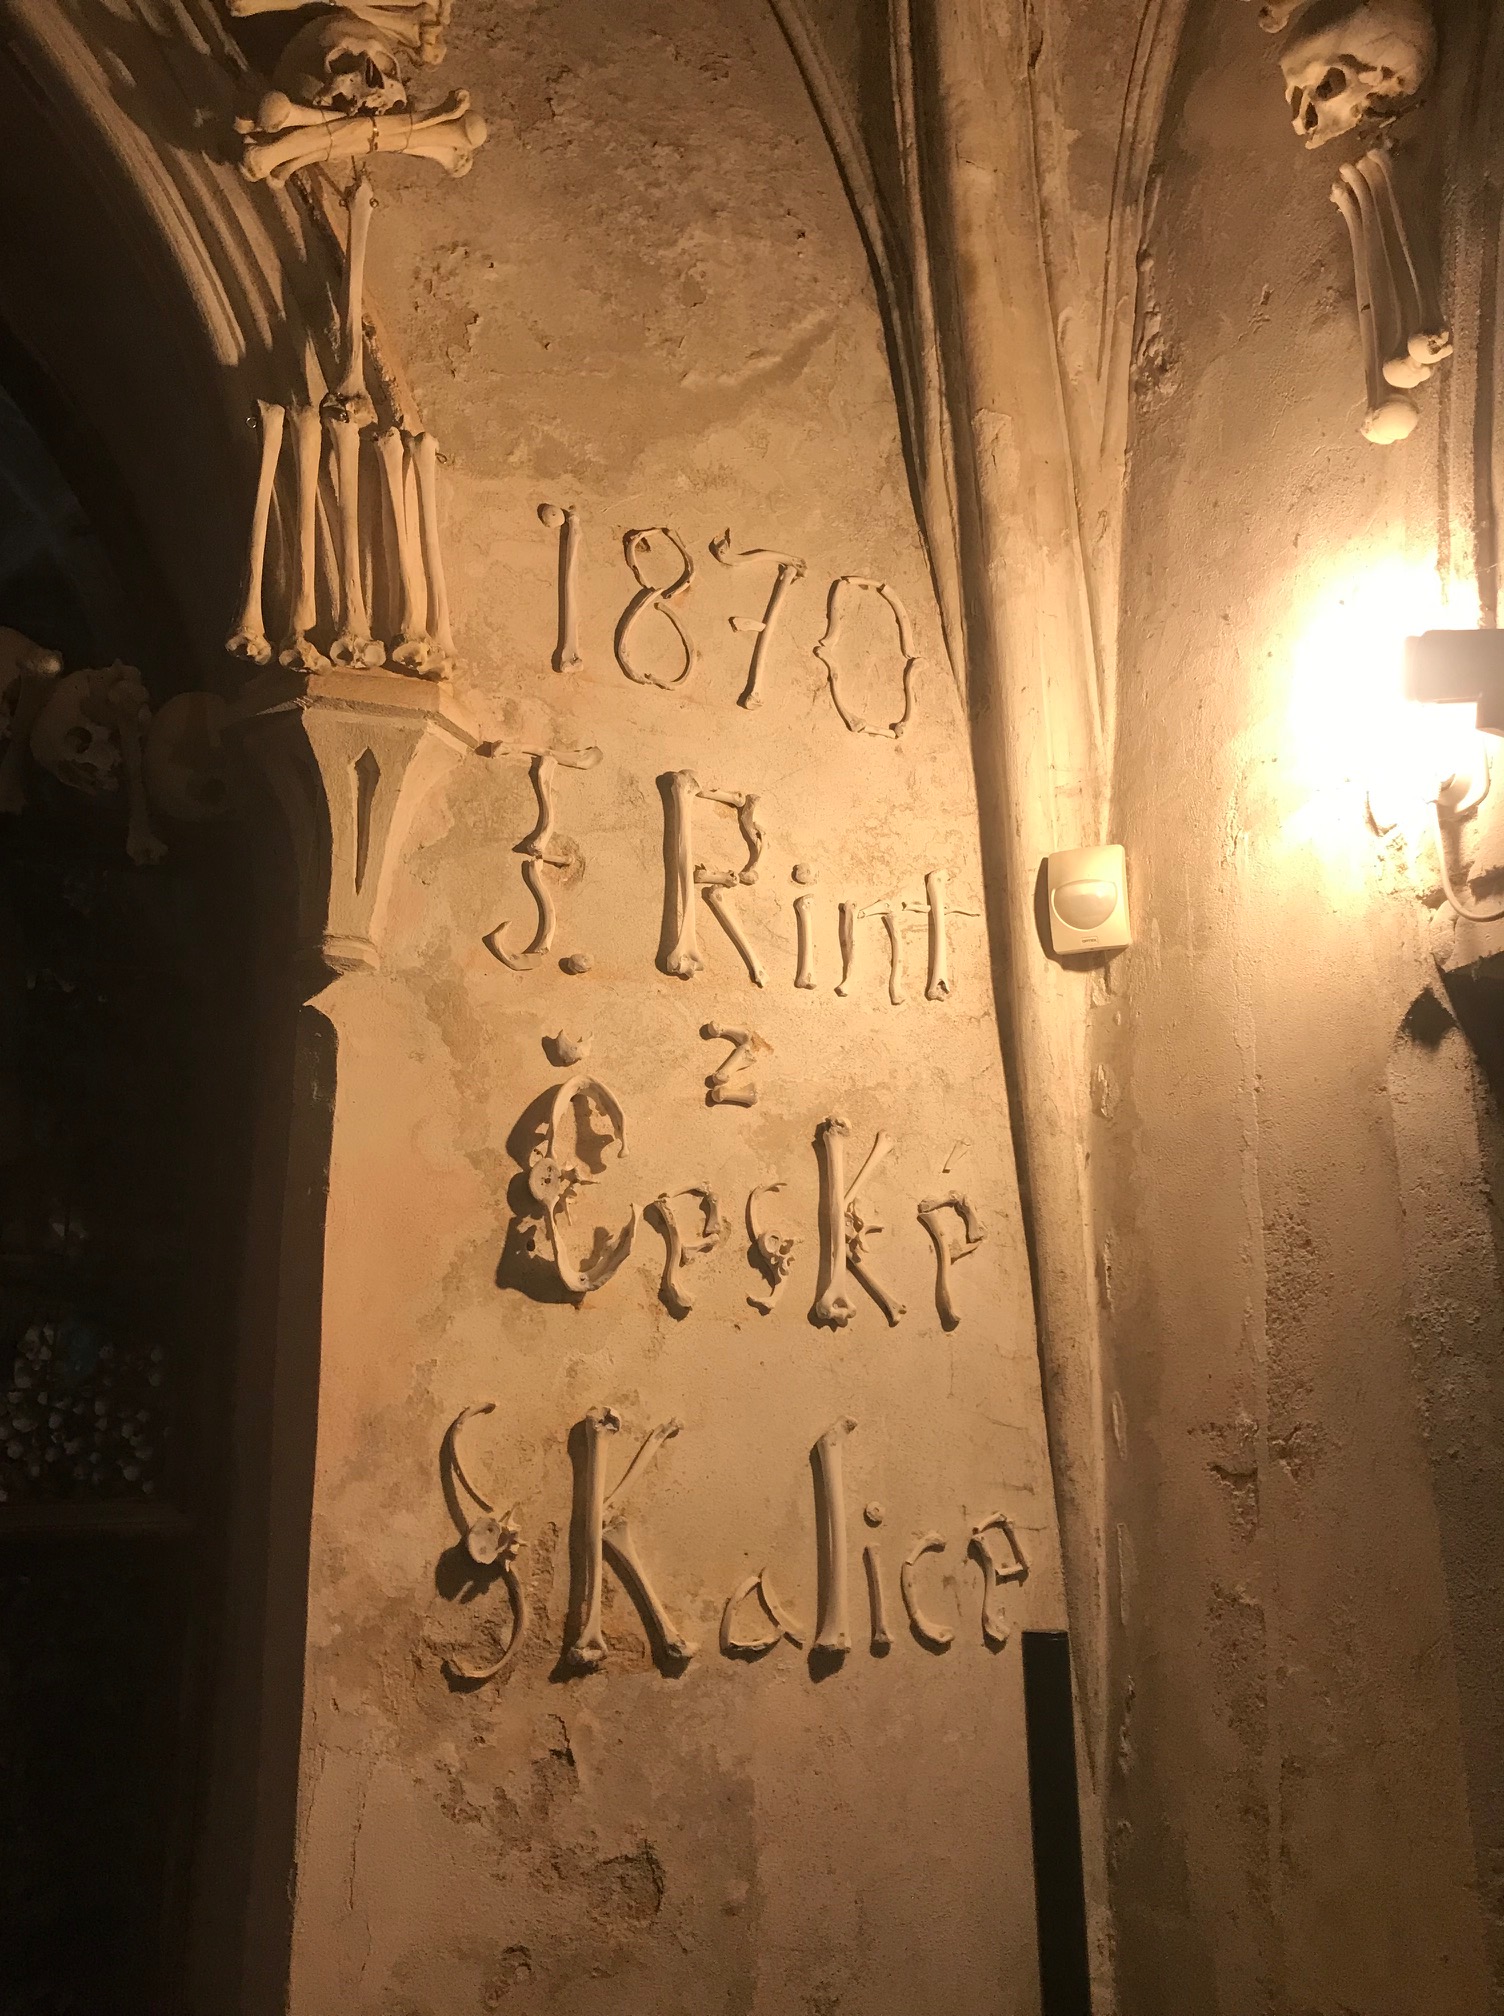 1870
F. Rint
z
České
Skalice